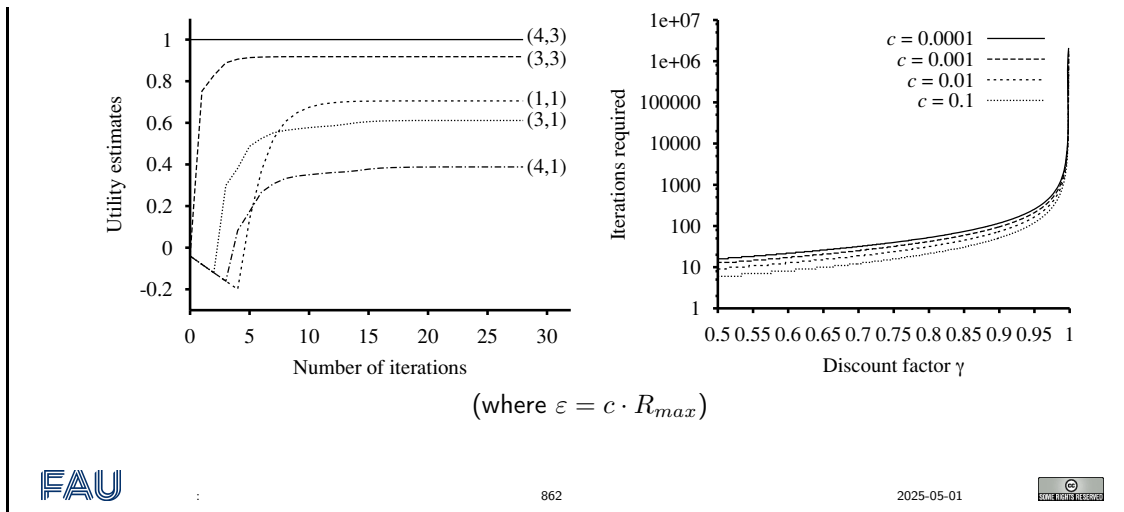 1
0.8
0.6
0.4
0.2
0
-0.2
Utility estimates
0 5 10 15 20 25 30
Number of iterations
(4,3)
(3,3)
(1,1)
(3,1)
(4,1)
1e+07
1e+06
100000
10000
1000
100
10
1
Iterations required
0.5 0.55 0.6 0.65 0.7 0.75 0.8 0.85 0.9 0.95 1
Discount factor γ
c = 0.0001
c = 0.001
c = 0.01
c = 0.1
(where ε = c · R_max)
FAU
:
862
2025-05-01
cc
SOME RIGHTS RESERVED